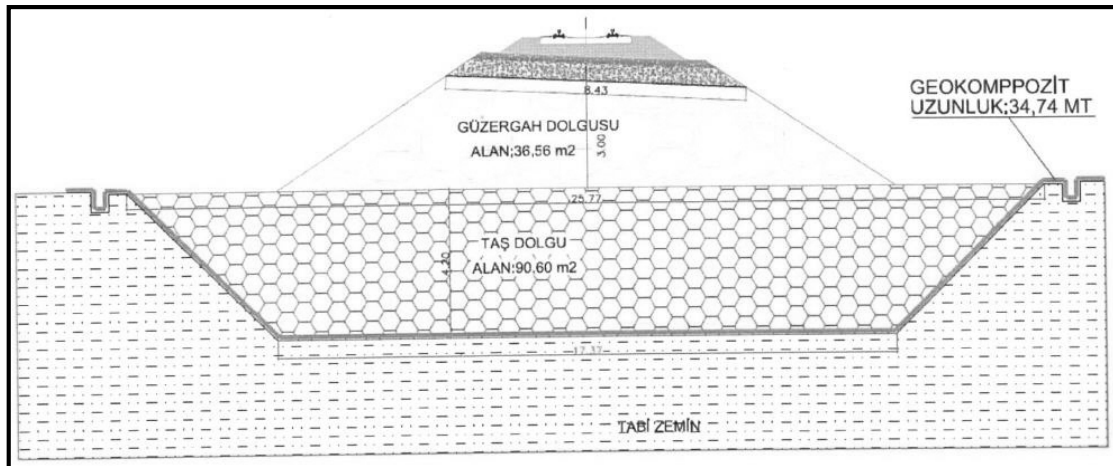 8.43
GEOKOMPPOZİT
UZUNLUK;34,74 MT
GÜZERGAH DOLGUSU
ALAN;36,56 m2
3.00
25.77
TAŞ DOLGU
ALAN;90,60 m2
4.20
17.37
TABİ ZEMİN